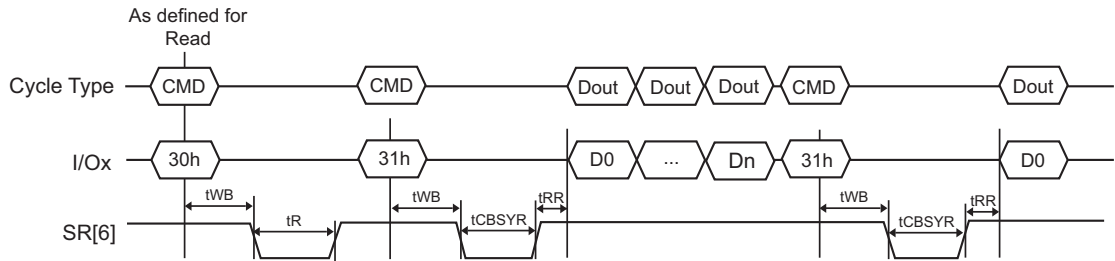 As defined for
Read
Cycle Type CMD CMD Dout Dout Dout CMD Dout
I/Ox 30h 31h D0 ... Dn 31h D0
tWB tWB tRR tWB tRR
tR tCBSYR tCBSYR
SR[6]